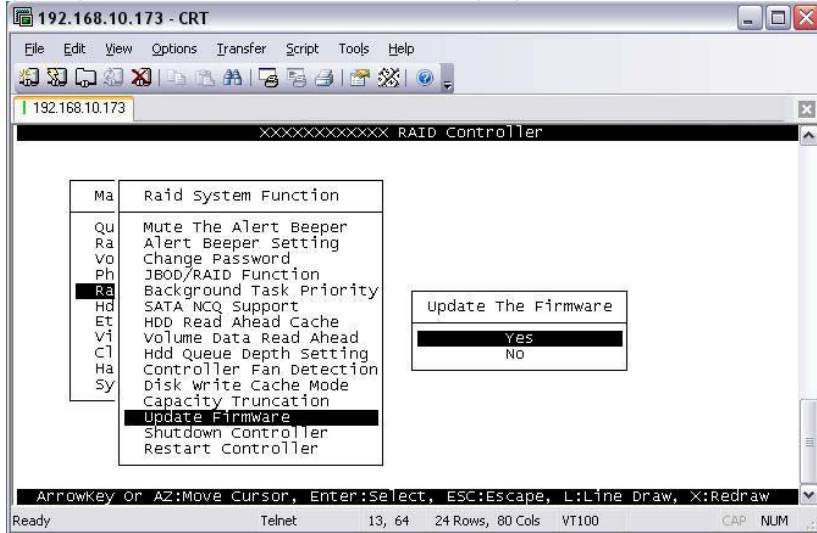 192.168.10.173 - CRT
File Edit View Options Transfer Script Tools Help
192.168.10.173
XXXXXXXXXXXX RAID Controller
Ma
Qu
Ra
Vo
Ph
Ra
Hd
Et
Vi
Cl
Ha
Sy
Raid System Function
Mute The Alert Beeper
Alert Beeper Setting
Change Password
JBOD/RAID Function
Background Task Priority
SATA NCQ Support
HDD Read Ahead Cache
Volume Data Read Ahead
Hdd Queue Depth Setting
Controller Fan Detection
Disk Write Cache Mode
Capacity Truncation
Update Firmware
Shutdown Controller
Restart Controller
Update The Firmware
Yes
No
ArrowKey Or AZ:Move Cursor, Enter:Select, ESC:Escape, L:Line Draw, X:Redraw
Ready Telnet 13, 64 24 Rows, 80 Cols VT100 CAP NUM